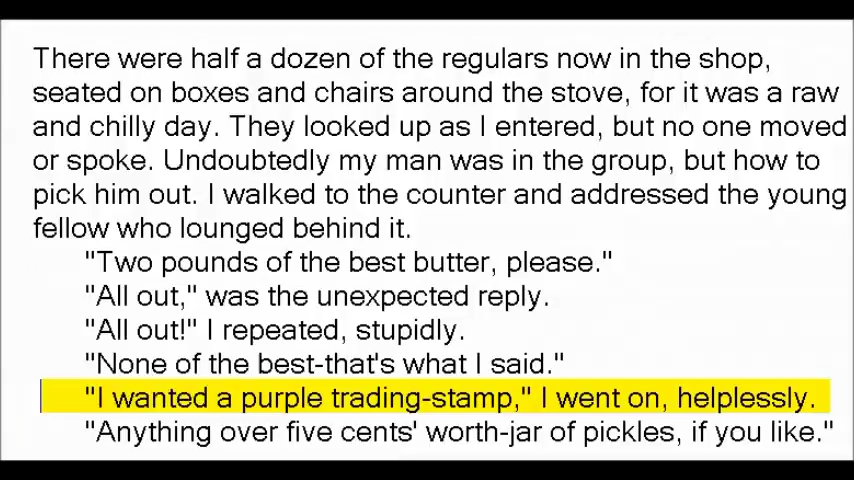 There were half a dozen of the regulars now in the shop,
seated on boxes and chairs around the stove, for it was a raw
and chilly day. They looked up as I entered, but no one moved
or spoke. Undoubtedly my man was in the group, but how to
pick him out. I walked to the counter and addressed the young
fellow who lounged behind it.
"Two pounds of the best butter, please."
"All out," was the unexpected reply.
"All out!" I repeated, stupidly.
"None of the best-that's what I said."
"I wanted a purple trading-stamp," I went on, helplessly.
"Anything over five cents' worth-jar of pickles, if you like."